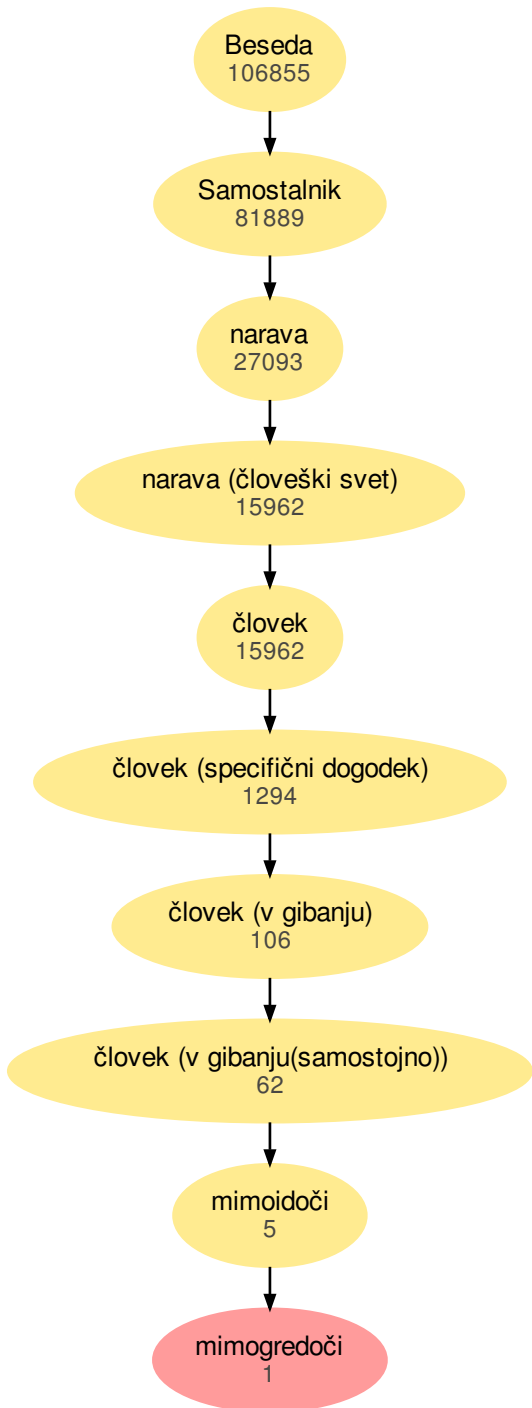 Beseda
106855
Samostalnik
81889
narava
27093
narava (človeški svet)
15962
človek
15962
človek (specifični dogodek)
1294
človek (v gibanju)
106
človek (v gibanju(samostojno))
62
mimoidoči
5
mimogredoči
1